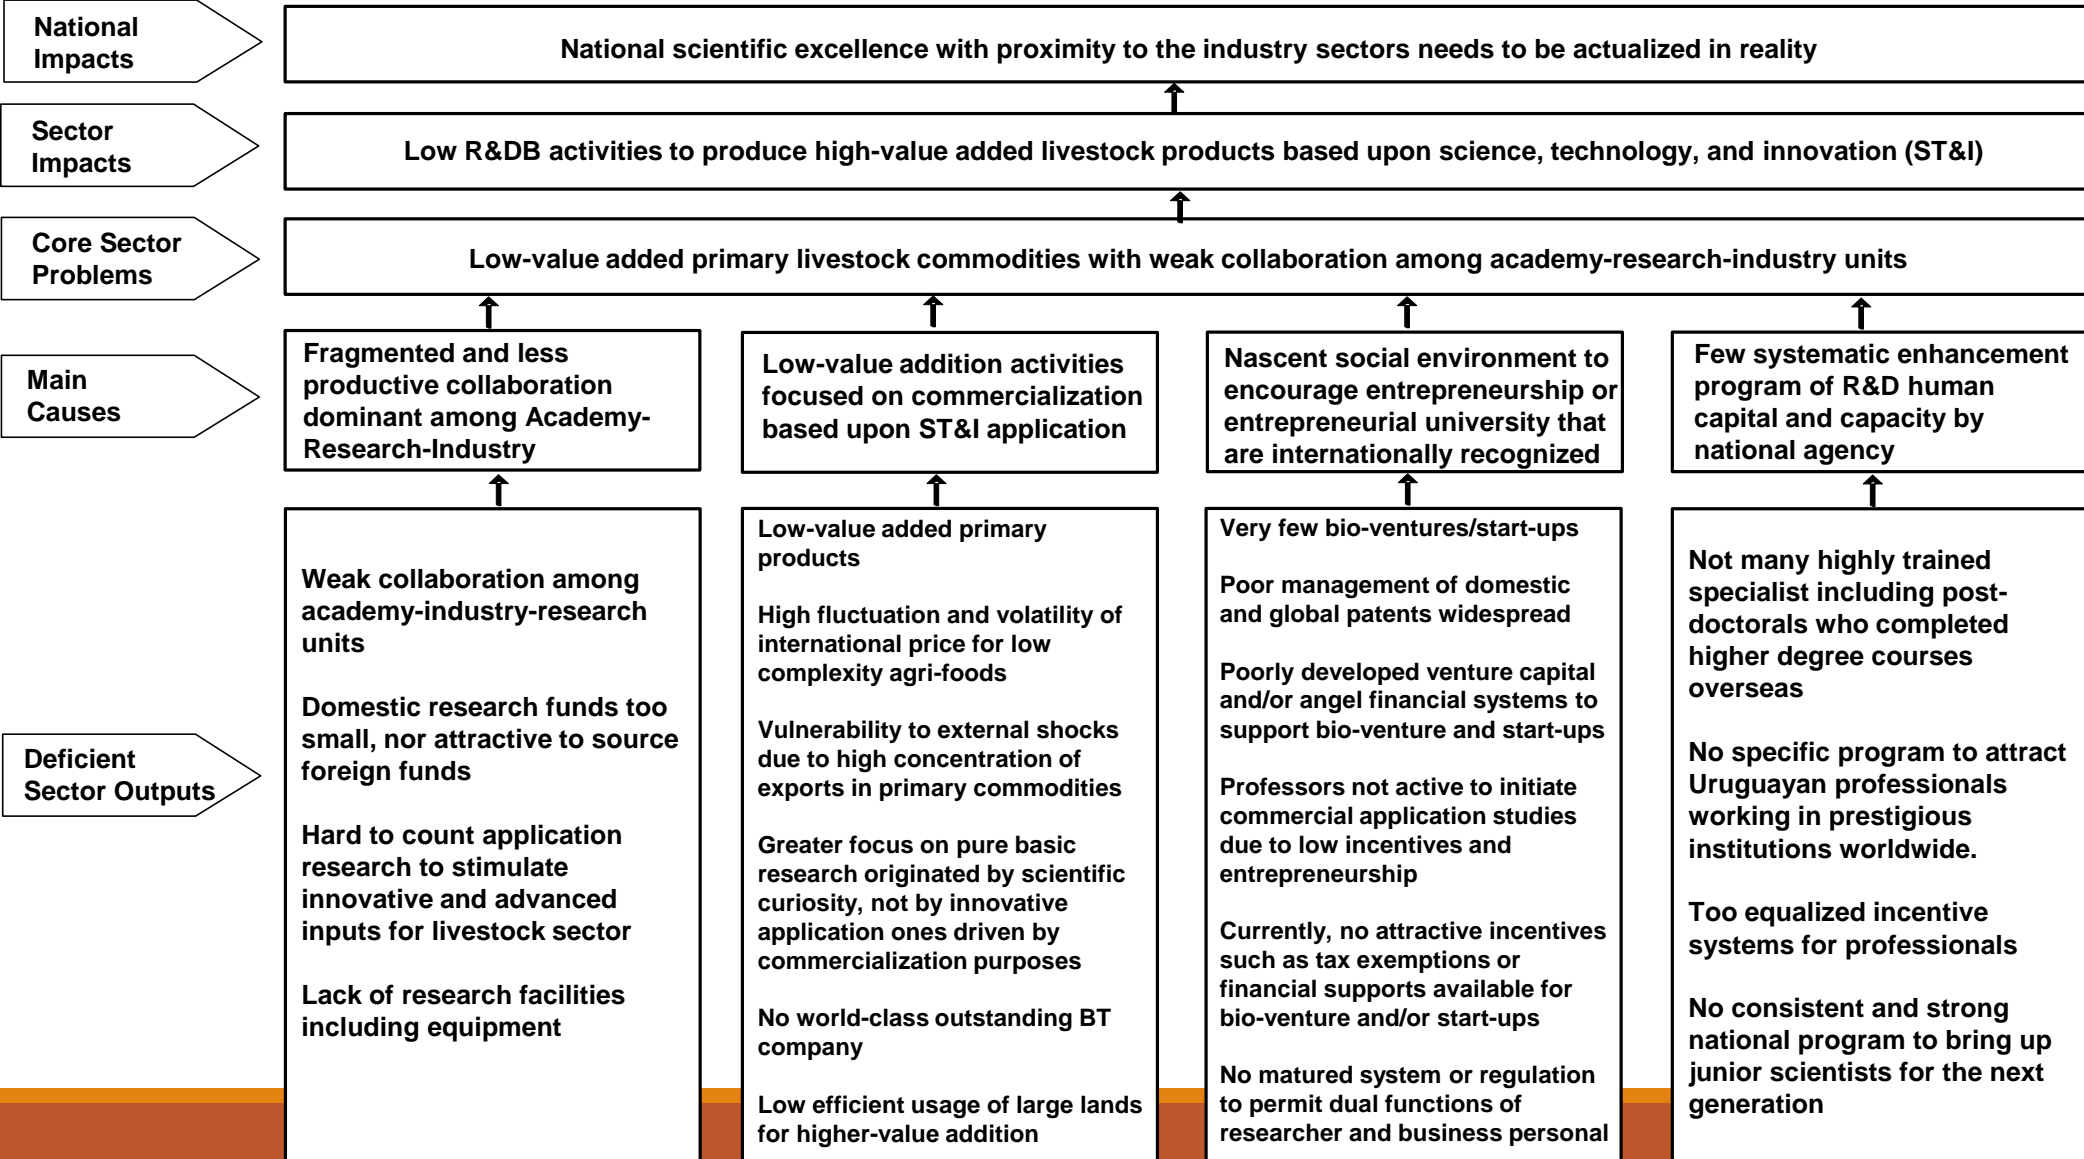 National
Impacts
National scientific excellence with proximity to the industry sectors needs to be actualized in reality
Sector
Impacts
Low R&DB activities to produce high-value added livestock products based upon science, technology, and innovation (ST&I)
Core Sector
Problems
Low-value added primary livestock commodities with weak collaboration among academy-research-industry units
Main
Causes
Fragmented and less
productive collaboration
dominant among Academy-
Research-Industry
Low-value addition activities
focused on commercialization
based upon ST&I application
Nascent social environment to
encourage entrepreneurship or
entrepreneurial university that
are internationally recognized
Few systematic enhancement
program of R&D human
capital and capacity by
national agency
Deficient
Sector Outputs
Weak collaboration among
academy-industry-research
units
Domestic research funds too
small, nor attractive to source
foreign funds
Hard to count application
research to stimulate
innovative and advanced
inputs for livestock sector
Lack of research facilities
including equipment
Low-value added primary
products
High fluctuation and volatility of
international price for low
complexity agri-foods
Vulnerability to external shocks
due to high concentration of
exports in primary commodities
Greater focus on pure basic
research originated by scientific
curiosity, not by innovative
application ones driven by
commercialization purposes
No world-class outstanding BT
company
Low efficient usage of large lands
for higher-value addition
Very few bio-ventures/start-ups
Poor management of domestic
and global patents widespread
Poorly developed venture capital
and/or angel financial systems to
support bio-venture and start-ups
Professors not active to initiate
commercial application studies
due to low incentives and
entrepreneurship
Currently, no attractive incentives
such as tax exemptions or
financial supports available for
bio-venture and/or start-ups
No matured system or regulation
to permit dual functions of
researcher and business personal
Not many highly trained
specialist including post-
doctorals who completed
higher degree courses
overseas
No specific program to attract
Uruguayan professionals
working in prestigious
institutions worldwide.
Too equalized incentive
systems for professionals
No consistent and strong
national program to bring up
junior scientists for the next
generation